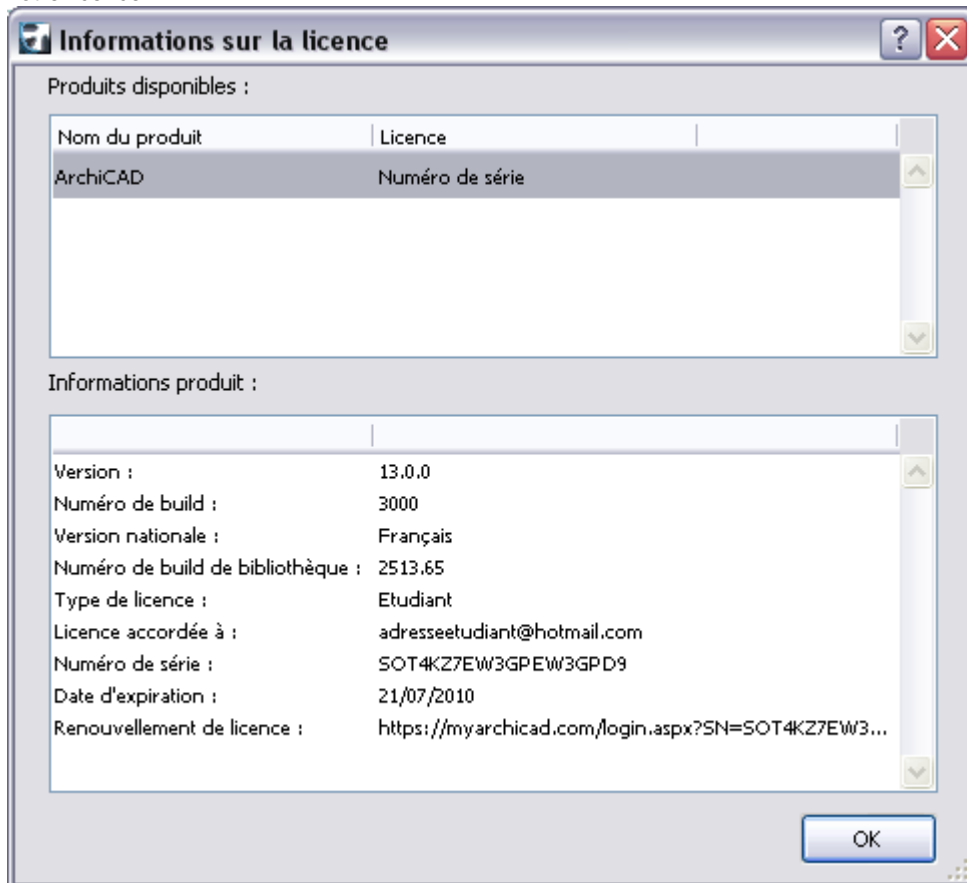 Informations sur la licence
Produits disponibles :
Nom du produit Licence
ArchiCAD Numéro de série
Informations produit :
Version : 13.0.0
Numéro de build : 3000
Version nationale : Français
Numéro de build de bibliothèque : 2513.65
Type de licence : Etudiant
Licence accordée à : adresseetudiant@hotmail.com
Numéro de série : SOT4KZ7EW3GPEW3GPD9
Date d'expiration : 21/07/2010
Renouvellement de licence : https://myarchicad.com/login.aspx?SN=SOT4KZ7EW3...
OK